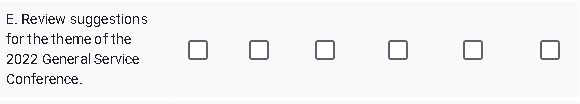 E. Review suggestions
for the theme of the
2022 General Service
Conference.